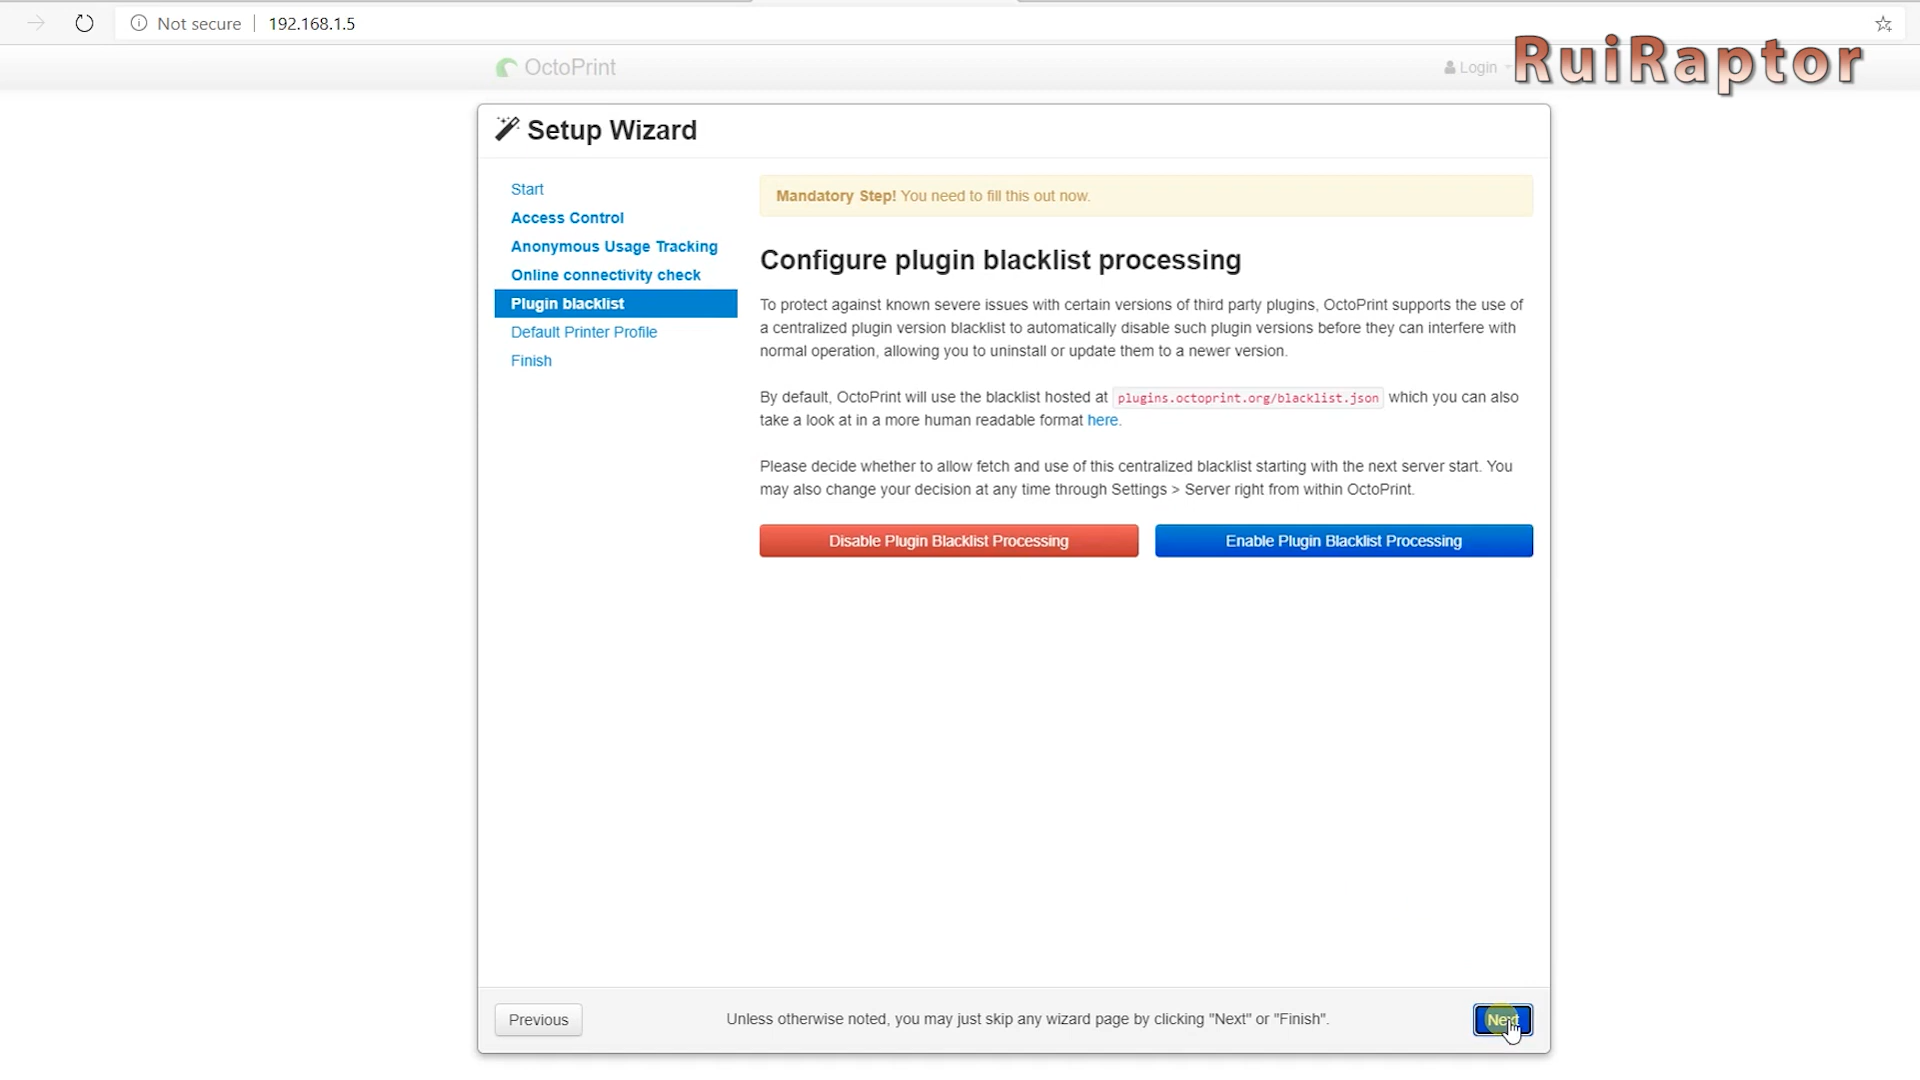 Not secure
192.168.1.5
RuiRaptor
OctoPrint
Login
Setup Wizard
Start
Access Control
Anonymous Usage Tracking
Online connectivity check
Plugin blacklist
Default Printer Profile
Finish
Mandatory Step! You need to fill this out now.
Configure plugin blacklist processing
To protect against known severe issues with certain versions of third party plugins, OctoPrint supports the use of
a centralized plugin version blacklist to automatically disable such plugin versions before they can interfere with
normal operation, allowing you to uninstall or update them to a newer version.
By default, OctoPrint will use the blacklist hosted at plugins.octoprint.org/blacklist.json which you can also
take a look at in a more human readable format here.
Please decide whether to allow fetch and use of this centralized blacklist starting with the next server start. You
may also change your decision at any time through Settings > Server right from within OctoPrint.
Disable Plugin Blacklist Processing
Enable Plugin Blacklist Processing
Previous
Unless otherwise noted, you may just skip any wizard page by clicking "Next" or "Finish".
Next